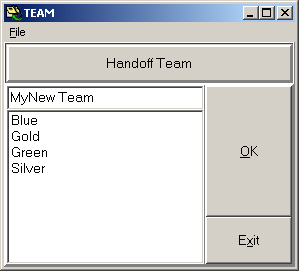 TEAM
File
Handoff Team
MyNew Team
Blue
Gold
Green
Silver
OK
Exit